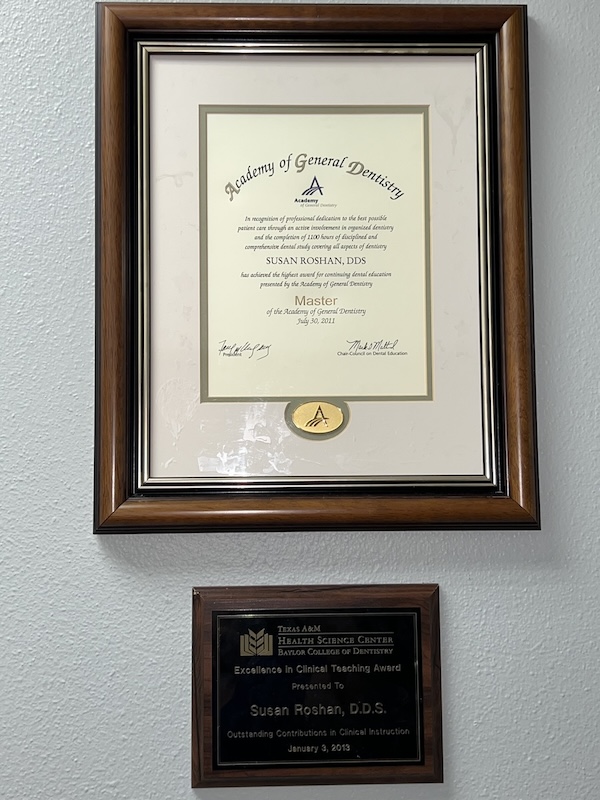 Academy of General Dentistry
Academy
of General Dentistry
In recognition of professional dedication to the best possible
patient care through an active involvement in organized dentistry
and the completion of 1100 hours of disciplined and
comprehensive dental study covering all aspects of dentistry
SUSAN ROSHAN, DDS
has achieved the highest award for continuing dental education
presented by the Academy of General Dentistry
Master
of the Academy of General Dentistry
July 30, 2011
President
Chair-Council on Dental Education
TEXAS A&M
HEALTH SCIENCE CENTER
BAYLOR COLLEGE OF DENTISTRY
Excellence in Clinical Teaching Award
Presented To
Susan Roshan, D.D.S.
Outstanding Contributions in Clinical Instruction
January 3, 2013